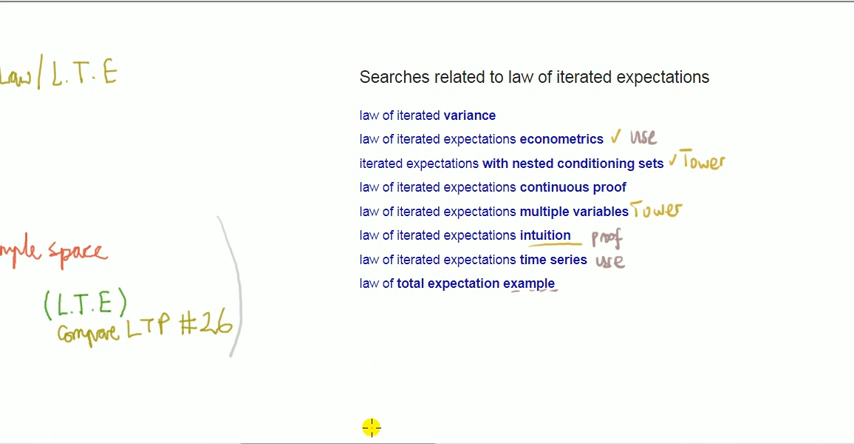 Law/L.T.E
mple space
(L.T.E)
Compare LTP #26
Searches related to law of iterated expectations
law of iterated variance
law of iterated expectations econometrics ✓ use
iterated expectations with nested conditioning sets ✓ Tower
law of iterated expectations continuous proof
law of iterated expectations multiple variables Tower
law of iterated expectations intuition proof
law of iterated expectations time series use
law of total expectation example